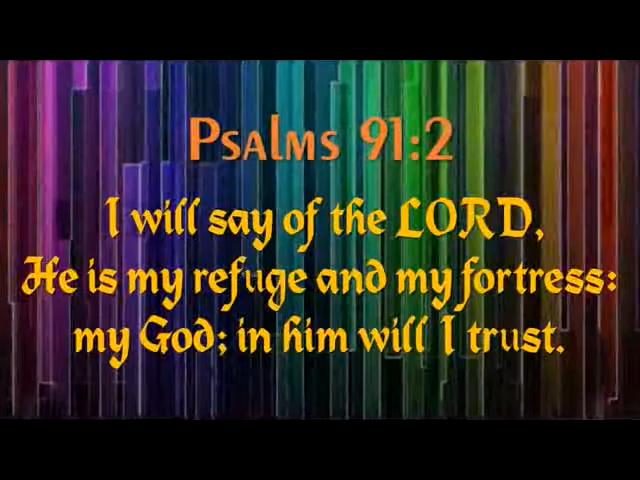 Psalms 91:2
I will say of the LORD,
He is my refuge and my fortress:
my God; in him will I trust.